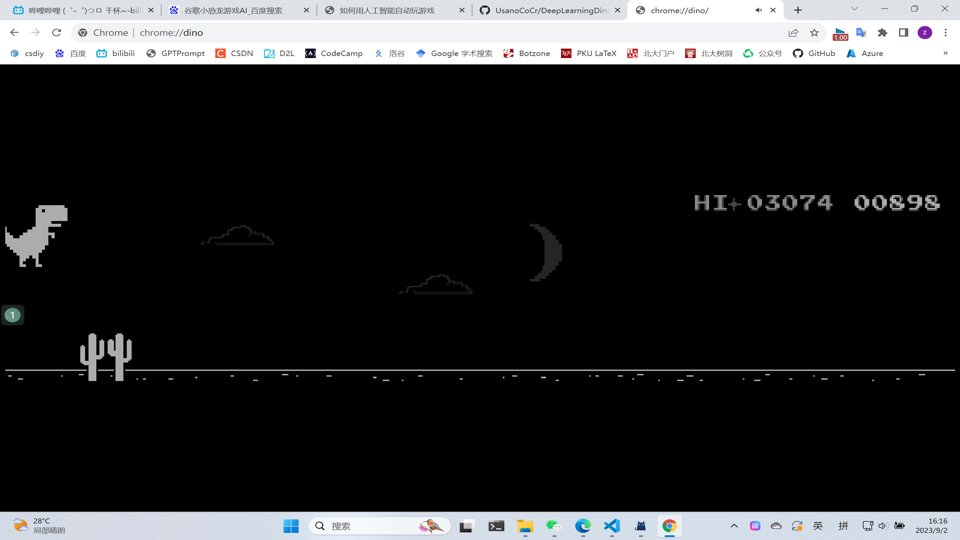 哔哩哔哩 (゜-゜)つロ 干杯~-bili
谷歌小恐龙游戏AI_百度搜索
如何用人工智能自动玩游戏
UsanoCoCr/DeepLearningDin
chrome://dino/
Chrome | chrome://dino
1.00
z
csdiy
百度
bilibili
GPTPrompt
CSDN
D2L
CodeCamp
洛谷
Google 学术搜索
Botzone
PKU LaTeX
北大门户
北大树洞
公众号
GitHub
Azure
»
HI 03074 00898
1
28°C
局部晴朗
搜索
英
拼
16:16
2023/9/2